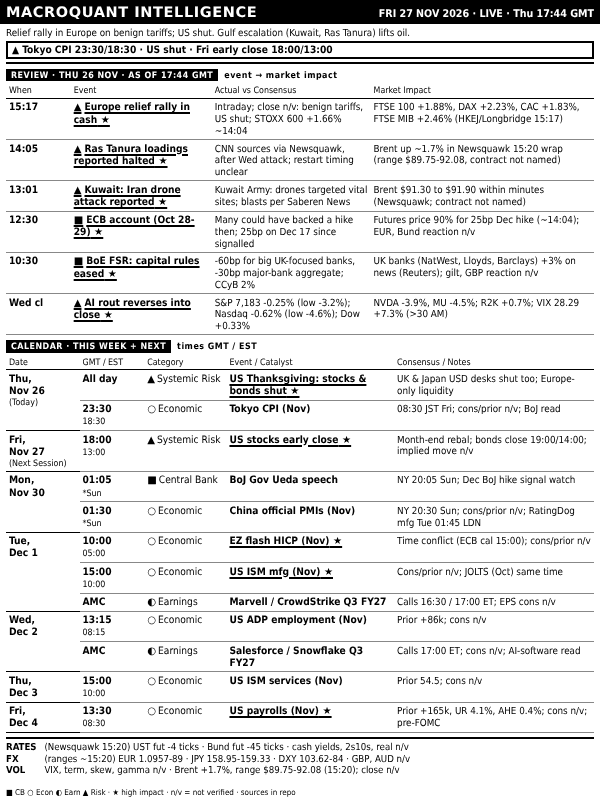 MACROQUANT INTELLIGENCE FRI 27 NOV 2026 · LIVE · Thu 17:44 GMT
Relief rally in Europe on benign tariffs; US shut. Gulf escalation (Kuwait, Ras Tanura) lifts oil.
▲ Tokyo CPI 23:30/18:30 · US shut · Fri early close 18:00/13:00
REVIEW · THU 26 NOV · AS OF 17:44 GMT event → market impact
When Event Actual vs Consensus Market Impact
15:17 ▲ Europe relief rally in Intraday; close n/v: benign tariffs, FTSE 100 +1.88%, DAX +2.23%, CAC +1.83%,
cash ★ US shut; STOXX 600 +1.66% FTSE MIB +2.46% (HKEJ/Longbridge 15:17)
~14:04
14:05 ▲ Ras Tanura loadings CNN sources via Newsquawk, Brent up ~1.7% in Newsquawk 15:20 wrap
reported halted ★ after Wed attack; restart timing (range $89.75-92.08, contract not named)
unclear
13:01 ▲ Kuwait: Iran drone Kuwait Army: drones targeted vital Brent $91.30 to $91.90 within minutes
attack reported ★ sites; blasts per Saberen News (Newsquawk; contract not named)
12:30 ■ ECB account (Oct 28- Many could have backed a hike Futures price 90% for 25bp Dec hike (~14:04);
29) ★ then; 25bp on Dec 17 since EUR, Bund reaction n/v
signalled
10:30 ■ BoE FSR: capital rules -60bp for big UK-focused banks, UK banks (NatWest, Lloyds, Barclays) +3% on
eased ★ -30bp major-bank aggregate; news (Reuters); gilt, GBP reaction n/v
CCyB 2%
Wed cl ▲ AI rout reverses into S&P 7,183 -0.25% (low -3.2%); NVDA -3.9%, MU -4.5%; R2K +0.7%; VIX 28.29
close ★ Nasdaq -0.62% (low -4.6%); Dow +7.3% (>30 AM)
+0.33%
CALENDAR · THIS WEEK + NEXT times GMT / EST
Date GMT / EST Category Event / Catalyst Consensus / Notes
Thu, All day ▲ Systemic Risk US Thanksgiving: stocks & UK & Japan USD desks shut too; Europe-
Nov 26 bonds shut ★ only liquidity
(Today)
23:30 ○ Economic Tokyo CPI (Nov) 08:30 JST Fri; cons/prior n/v; BoJ read
18:30
Fri, 18:00 ▲ Systemic Risk US stocks early close ★ Month-end rebal; bonds close 19:00/14:00;
Nov 27 13:00 implied move n/v
(Next Session)
Mon, 01:05 ■ Central Bank BoJ Gov Ueda speech NY 20:05 Sun; Dec BoJ hike signal watch
Nov 30 *Sun
01:30 ○ Economic China official PMIs (Nov) NY 20:30 Sun; cons/prior n/v; RatingDog
*Sun mfg Tue 01:45 LDN
Tue, 10:00 ○ Economic EZ flash HICP (Nov) ★ Time conflict (ECB cal 15:00); cons/prior n/v
Dec 1 05:00
15:00 ○ Economic US ISM mfg (Nov) ★ Cons/prior n/v; JOLTS (Oct) same time
10:00
AMC ◐ Earnings Marvell / CrowdStrike Q3 FY27 Calls 16:30 / 17:00 ET; EPS cons n/v
Wed, 13:15 ○ Economic US ADP employment (Nov) Prior +86k; cons n/v
Dec 2 08:15
AMC ◐ Earnings Salesforce / Snowflake Q3 Calls 17:00 ET; cons n/v; AI-software read
FY27
Thu, 15:00 ○ Economic US ISM services (Nov) Prior 54.5; cons n/v
Dec 3 10:00
Fri, 13:30 ○ Economic US payrolls (Nov) ★ Prior +165k, UR 4.1%, AHE 0.4%; cons n/v;
Dec 4 08:30 pre-FOMC
RATES (Newsquawk 15:20) UST fut -4 ticks · Bund fut -45 ticks · cash yields, 2s10s, real n/v
FX (ranges ~15:20) EUR 1.0957-89 · JPY 158.95-159.33 · DXY 103.62-84 · GBP, AUD n/v
VOL VIX, term, skew, gamma n/v · Brent +1.7%, range $89.75-92.08 (15:20); close n/v
■ CB ○ Econ ◐ Earn ▲ Risk · ★ high impact · n/v = not verified · sources in repo